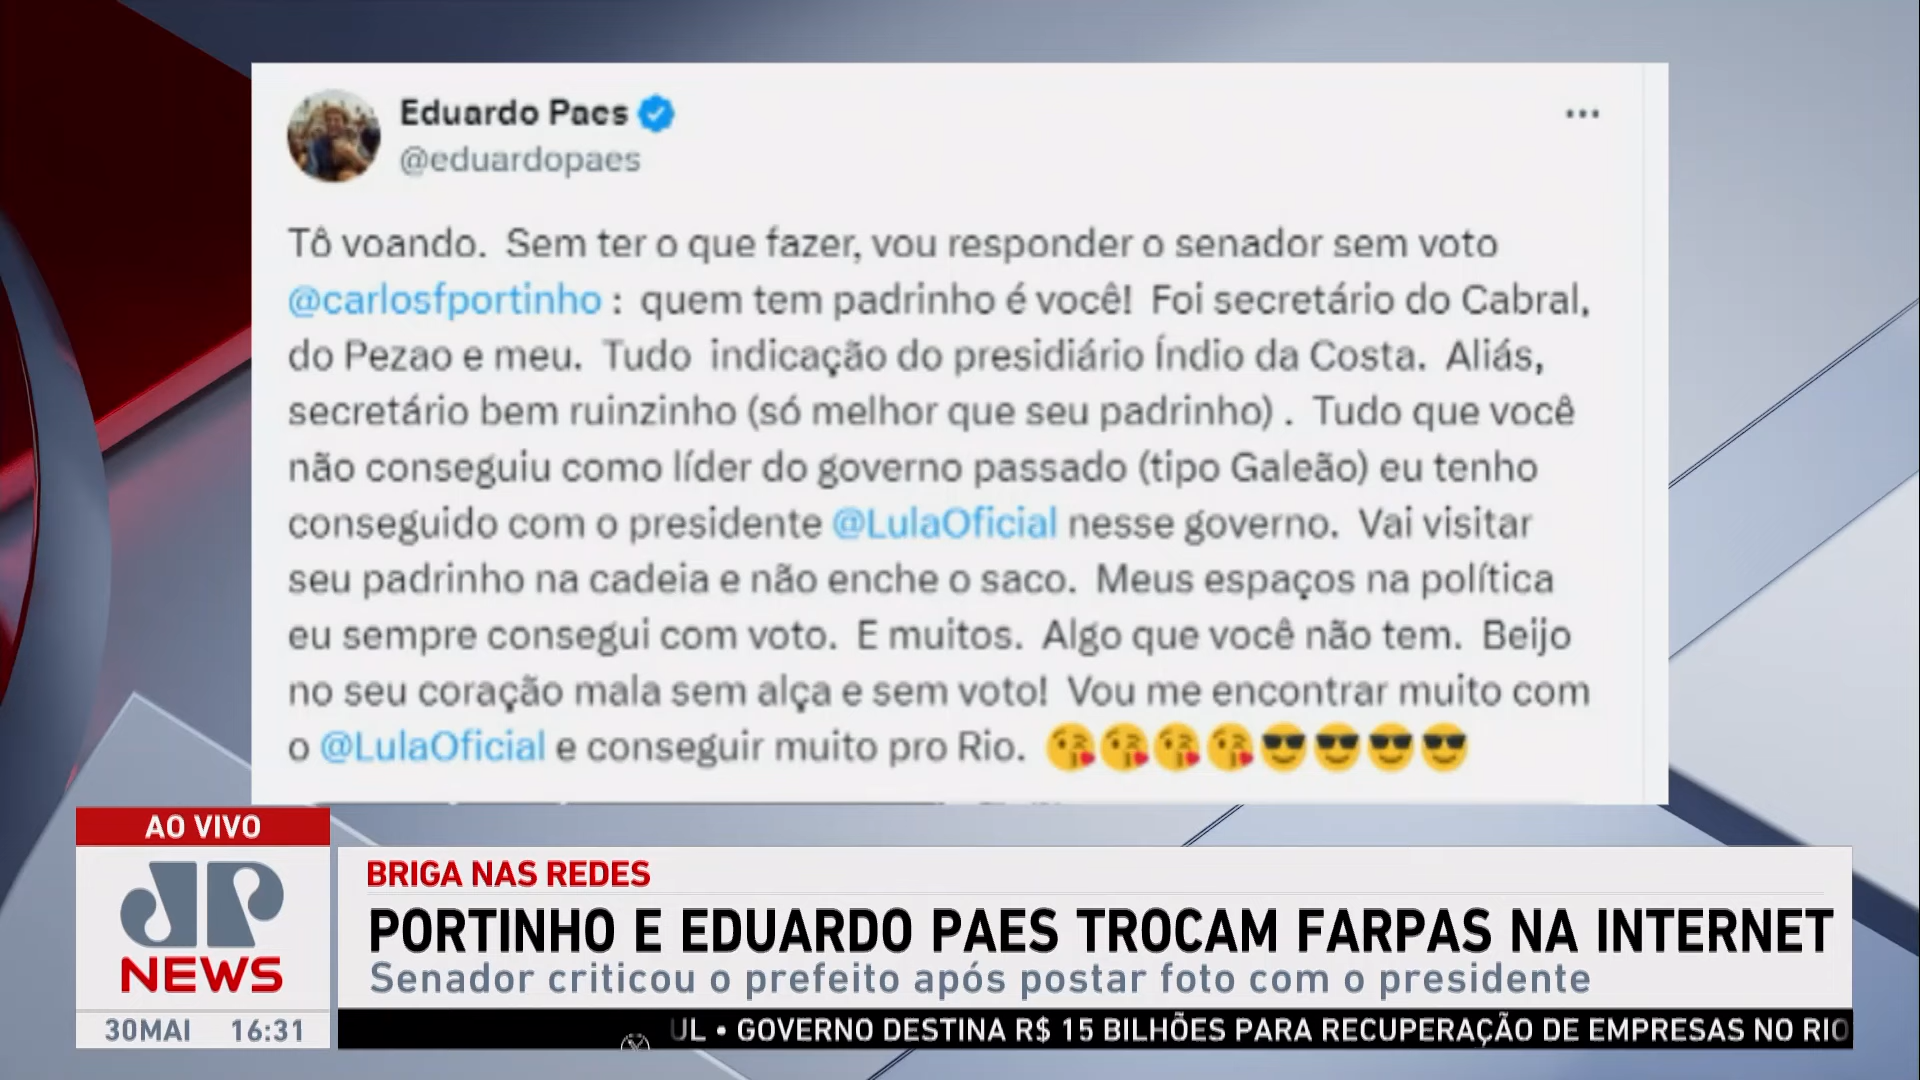 Eduardo Paes
@eduardopaes
Tô voando. Sem ter o que fazer, vou responder o senador sem voto
@carlosfportinho : quem tem padrinho é você! Foi secretário do Cabral,
do Pezao e meu. Tudo indicação do presidiário Índio da Costa. Aliás,
secretário bem ruinzinho (só melhor que seu padrinho) . Tudo que você
não conseguiu como líder do governo passado (tipo Galeão) eu tenho
conseguido com o presidente @LulaOficial nesse governo. Vai visitar
seu padrinho na cadeia e não enche o saco. Meus espaços na política
eu sempre consegui com voto. E muitos. Algo que você não tem. Beijo
no seu coração mala sem alça e sem voto! Vou me encontrar muito com
o @LulaOficial e conseguir muito pro Rio. 😘😘😘😘😎😎😎😎
AO VIVO
JP
NEWS
30MAI 16:31
BRIGA NAS REDES
PORTINHO E EDUARDO PAES TROCAM FARPAS NA INTERNET
Senador criticou o prefeito após postar foto com o presidente
UL • GOVERNO DESTINA R$ 15 BILHÕES PARA RECUPERAÇÃO DE EMPRESAS NO RIO